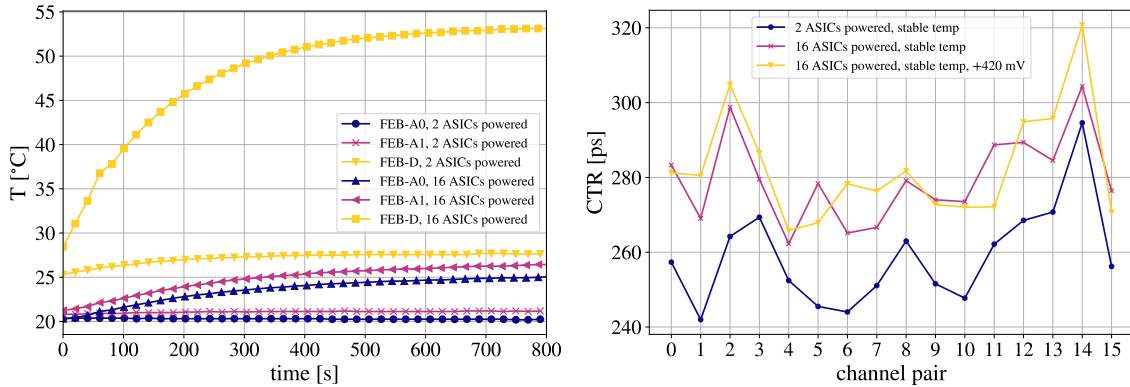 55
50
45
40
35
30
25
20
T [°C]
FEB-A0, 2 ASICs powered
FEB-A1, 2 ASICs powered
FEB-D, 2 ASICs powered
FEB-A0, 16 ASICs powered
FEB-A1, 16 ASICs powered
FEB-D, 16 ASICs powered
0 100 200 300 400 500 600 700 800
time [s]
320
300
280
260
240
CTR [ps]
2 ASICs powered, stable temp
16 ASICs powered, stable temp
16 ASICs powered, stable temp, +420 mV
0 1 2 3 4 5 6 7 8 9 10 11 12 13 14 15
channel pair